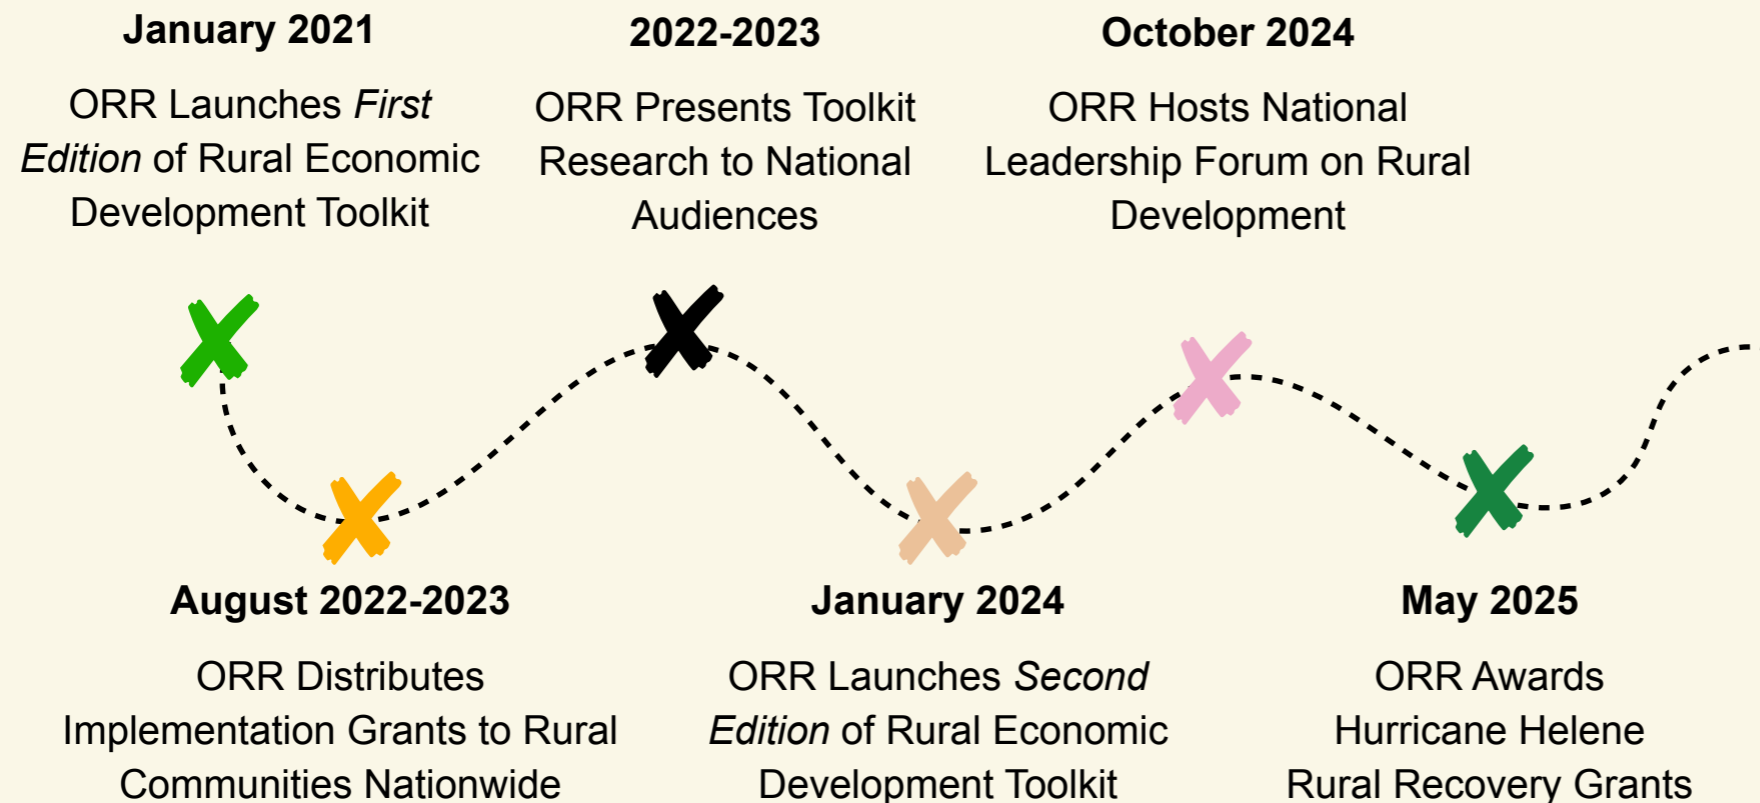 January 2021
ORR Launches First
Edition of Rural Economic
Development Toolkit
2022-2023
ORR Presents Toolkit
Research to National
Audiences
October 2024
ORR Hosts National
Leadership Forum on Rural
Development
August 2022-2023
ORR Distributes
Implementation Grants to Rural
Communities Nationwide
January 2024
ORR Launches Second
Edition of Rural Economic
Development Toolkit
May 2025
ORR Awards
Hurricane Helene
Rural Recovery Grants